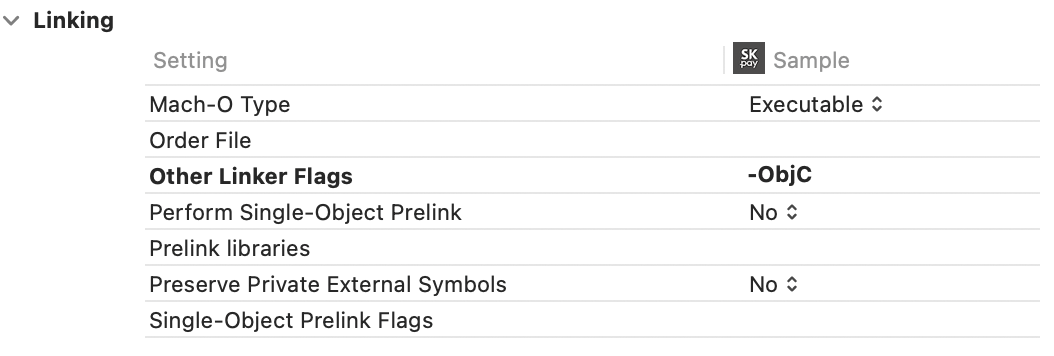 Linking
Setting SK pay Sample
Mach-O Type Executable
Order File
Other Linker Flags -ObjC
Perform Single-Object Prelink No
Prelink libraries
Preserve Private External Symbols No
Single-Object Prelink Flags